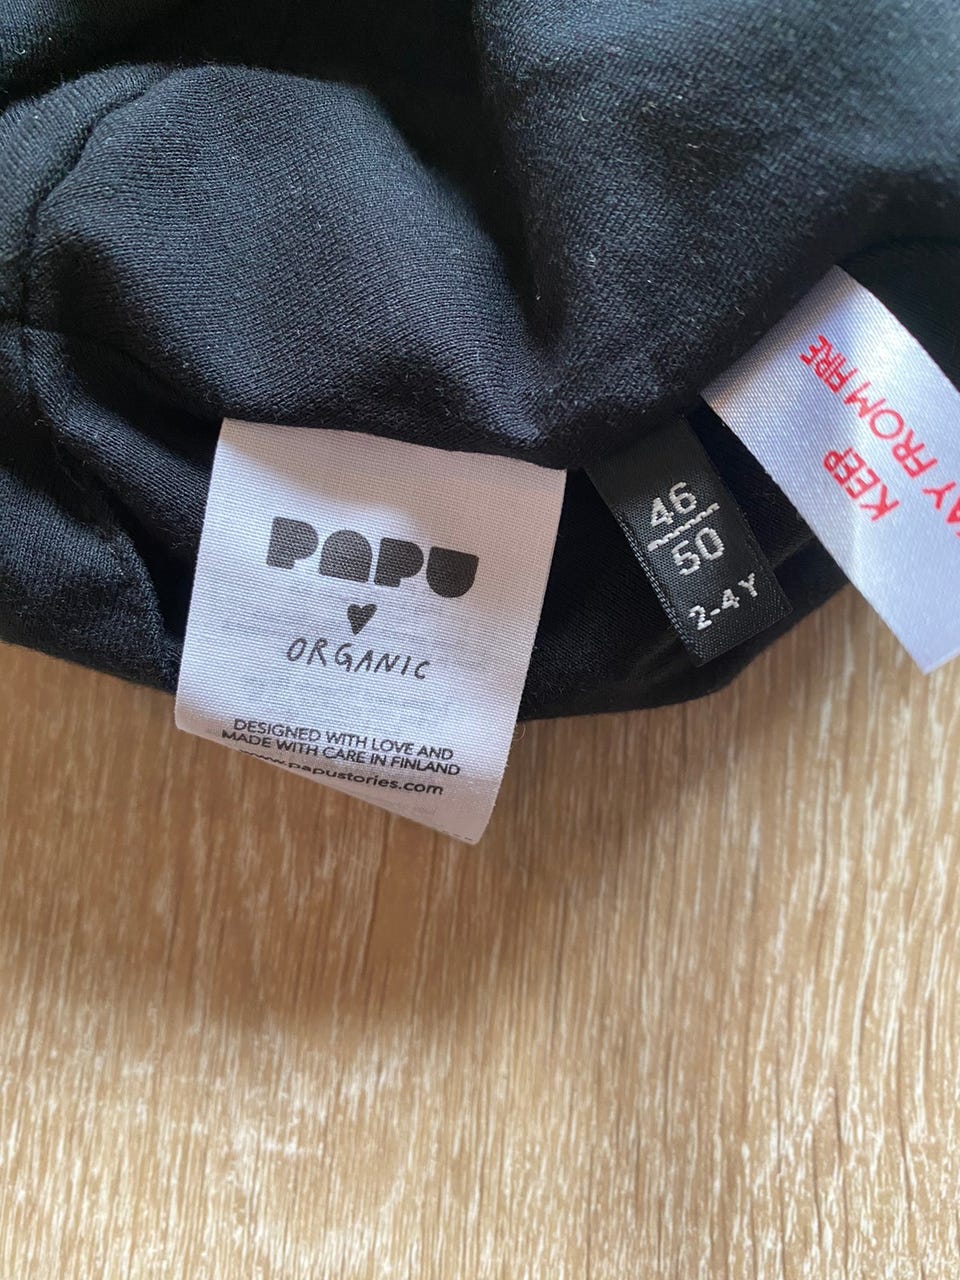 PAPU
ORGANIC
DESIGNED WITH LOVE AND
MADE WITH CARE IN FINLAND
www.papustories.com
46
50
2-4 Y
KEEP
AY FROM FIRE